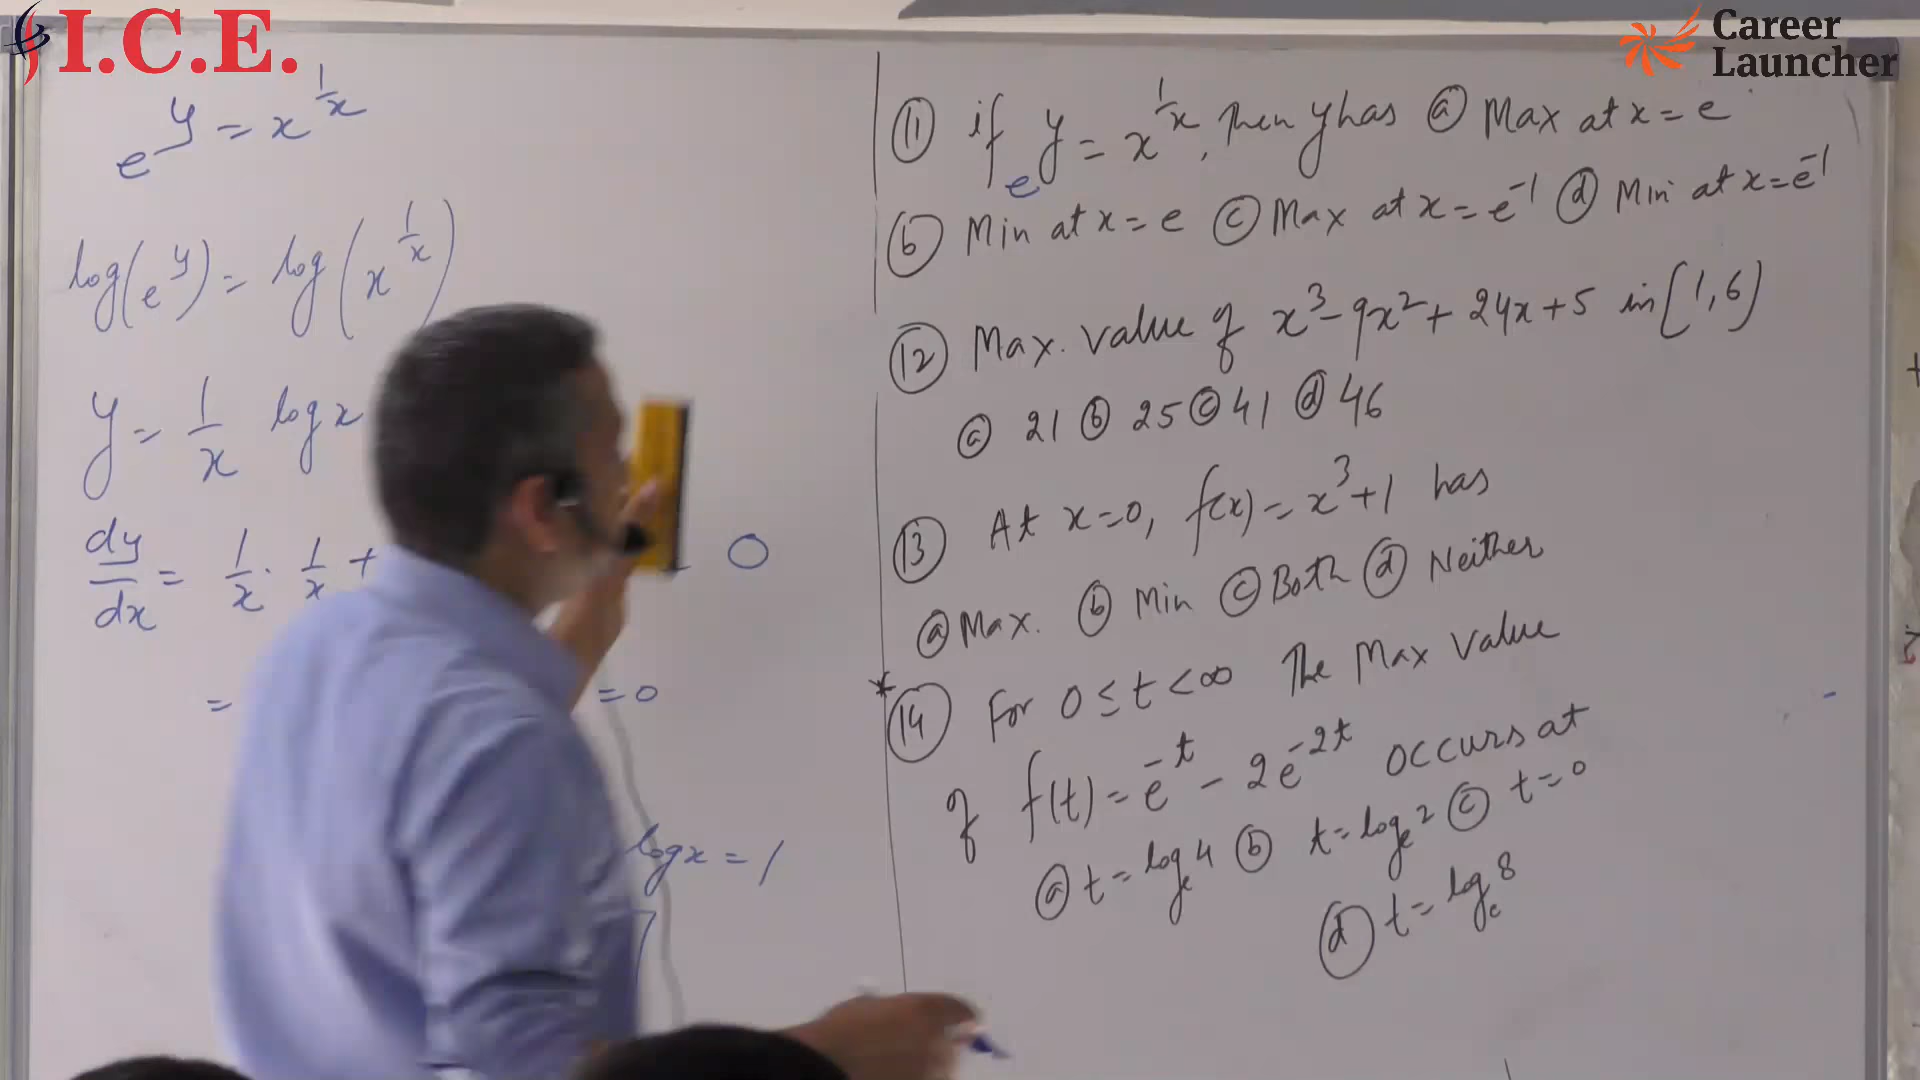 I.C.E.
Career
Launcher
e^y = x^(1/x)
log(e^y) = log(x^(1/x))
y = 1/x log x
dy/dx = 1/x · 1/x +
0
=
= 0
log x = 1
(11) if e^y = x^(1/x), Then y has (a) Max at x = e
(b) Min at x = e (c) Max at x = e^-1 (d) Min at x = e^-1
(12) Max. value of x^3 - 9x^2 + 24x + 5 in [1, 6]
(a) 21 (b) 25 (c) 41 (d) 46
(13) At x = 0, f(x) = x^3 + 1 has
(a) Max. (b) Min (c) Both (d) Neither
* (14) For 0 ≤ t < ∞ The Max Value
of f(t) = e^-t - 2e^-2t occurs at
(a) t = log_e 4 (b) t = log_e 2 (c) t = 0
(d) t = log_e 8